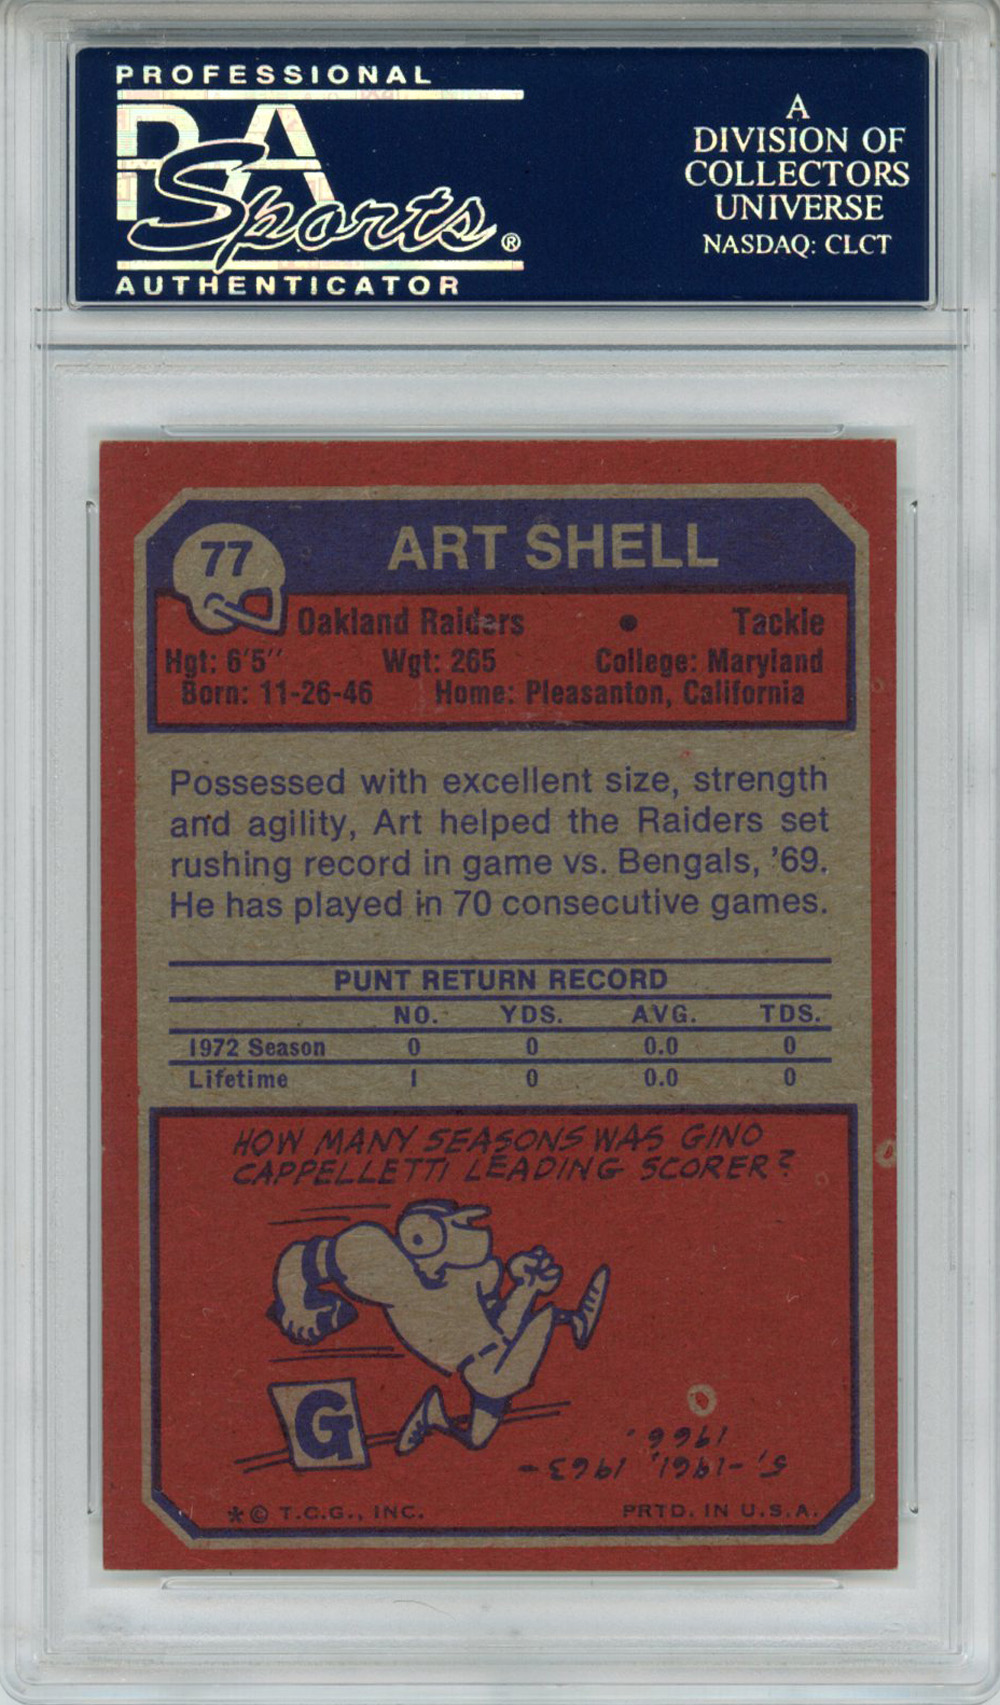 PROFESSIONAL
PSA
Sports®
AUTHENTICATOR
A
DIVISION OF
COLLECTORS
UNIVERSE
NASDAQ: CLCT
77
ART SHELL
Oakland Raiders • Tackle
Hgt: 6'5'' Wgt: 265 College: Maryland
Born: 11-26-46 Home: Pleasanton, California
Possessed with excellent size, strength
and agility, Art helped the Raiders set
rushing record in game vs. Bengals, '69.
He has played in 70 consecutive games.
PUNT RETURN RECORD
NO. YDS. AVG. TDS.
1972 Season 0 0 0.0 0
Lifetime 1 0 0.0 0
HOW MANY SEASONS WAS GINO
CAPPELLETTI LEADING SCORER?
G
5, -1961, 1963-
1966.
* © T.C.G., INC. PRTD. IN U.S.A.